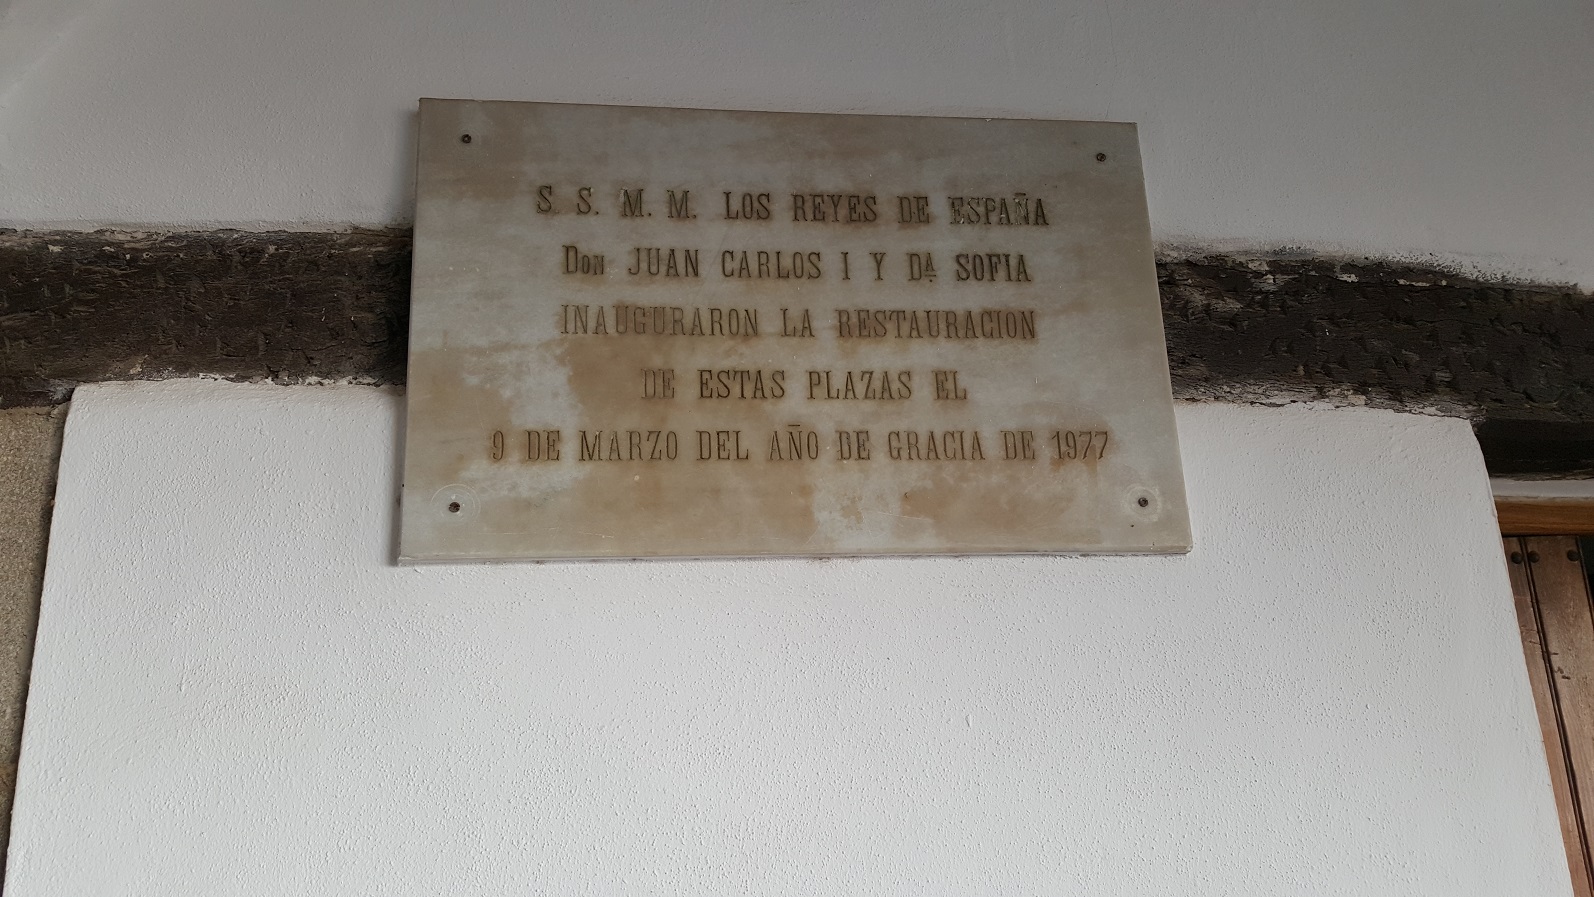 S. S. M. M. LOS REYES DE ESPAÑA
Don JUAN CARLOS I Y Dª. SOFIA
INAUGURARON LA RESTAURACION
DE ESTAS PLAZAS EL
9 DE MARZO DEL AÑO DE GRACIA DE 1977